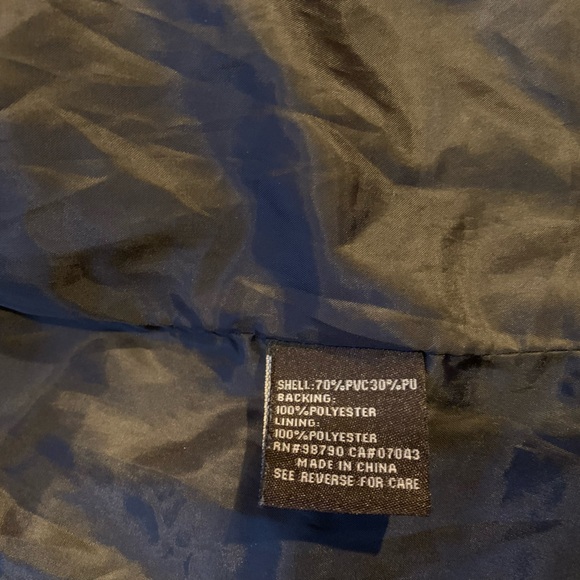 SHELL:70%PVC30%PU
BACKING:
100%POLYESTER
LINING:
100%POLYESTER
RN#98790 CA#07043
MADE IN CHINA
SEE REVERSE FOR CARE